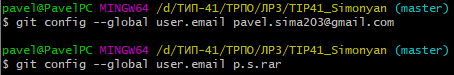 pavel@PavelPC MINGW64 /d/ТИП-41/ТРПО/ЛР3/TIP41_Simonyan (master)
$ git config --global user.email pavel.sima203@gmail.com
pavel@PavelPC MINGW64 /d/ТИП-41/ТРПО/ЛР3/TIP41_Simonyan (master)
$ git config --global user.email p.s.rar